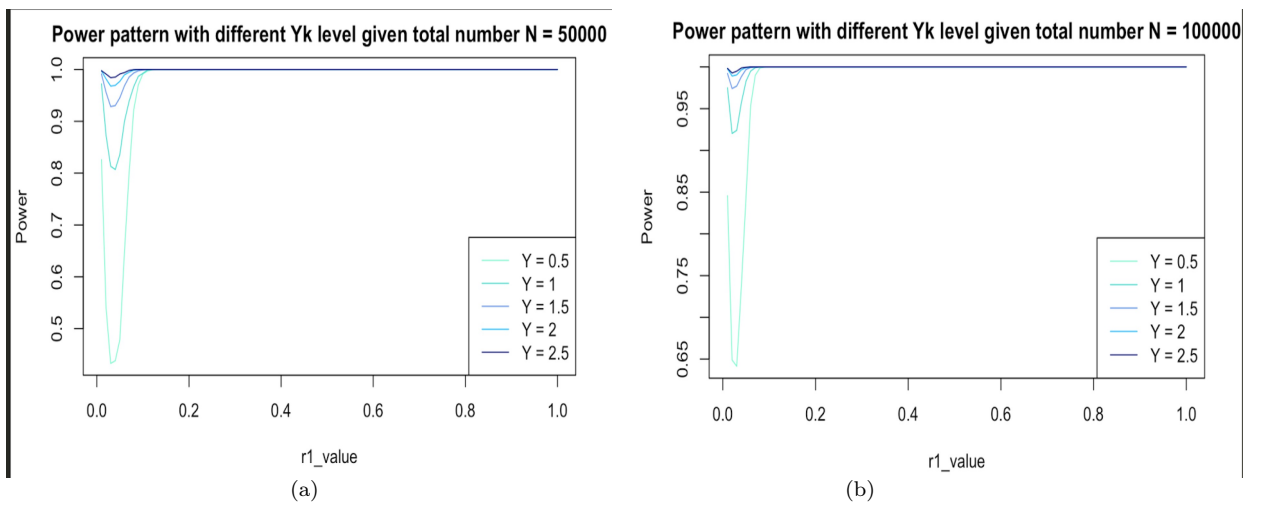 Power pattern with different Yk level given total number N = 50000
Power
1.0
0.9
0.8
0.7
0.6
0.5
Y = 0.5
Y = 1
Y = 1.5
Y = 2
Y = 2.5
0.0 0.2 0.4 0.6 0.8 1.0
r1_value
(a)
Power pattern with different Yk level given total number N = 100000
Power
0.95
0.85
0.75
0.65
Y = 0.5
Y = 1
Y = 1.5
Y = 2
Y = 2.5
0.0 0.2 0.4 0.6 0.8 1.0
r1_value
(b)